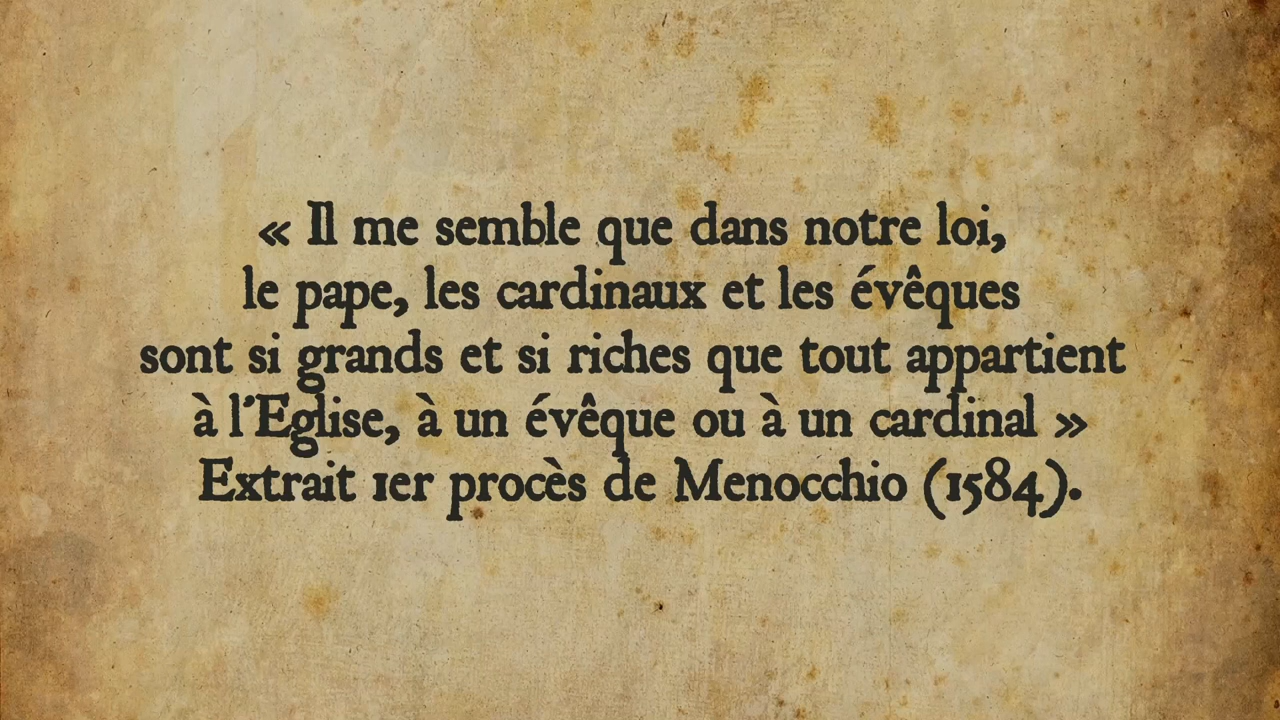 « Il me semble que dans notre loi,
le pape, les cardinaux et les évêques
sont si grands et si riches que tout appartient
à l'Eglise, à un évêque ou à un cardinal »
Extrait 1er procès de Menocchio (1584).